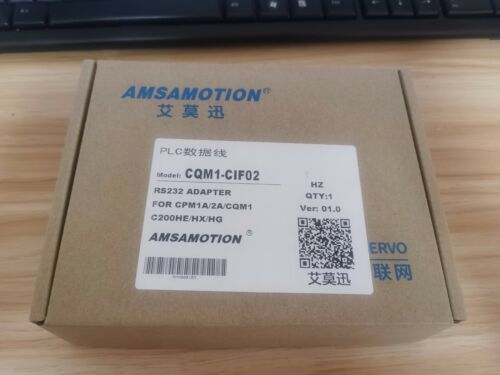 AMSAMOTION®
艾莫迅
PLC数据线
Model: CQM1-CIF02
RS232 ADAPTER
FOR CPM1A/2A/CQM1
C200HE/HX/HG
AMSAMOTION®
HZ
QTY:1
Ver: 01.0
艾莫迅
ERVO
联网